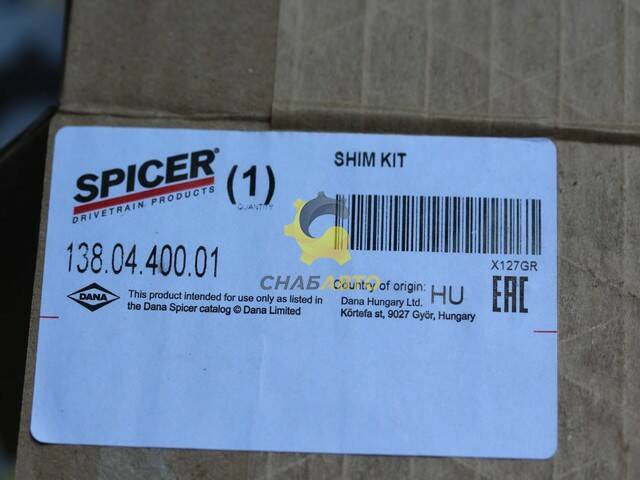 SPICER®
DRIVETRAIN PRODUCTS
(1)
QUANTITY
SHIM KIT
138.04.400.01
X127GR
СНАБАВТО
DANA
This product intended for use only as listed in
the Dana Spicer catalog © Dana Limited
Country of origin: HU
Dana Hungary Ltd.
Körtefa st, 9027 Györ, Hungary
EAC